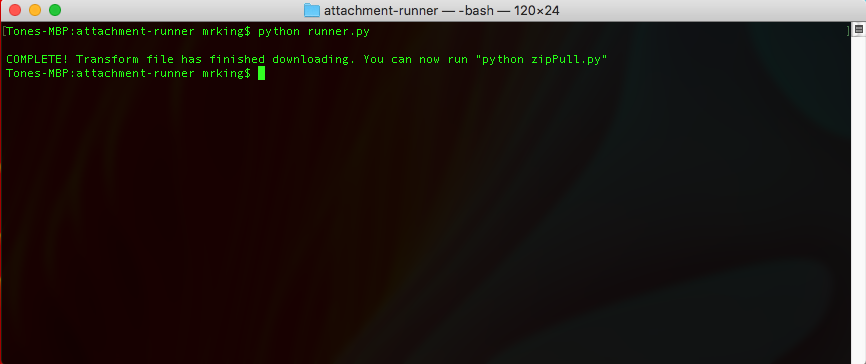 attachment-runner — -bash — 120×24
[Tones-MBP:attachment-runner mrking$ python runner.py ]
COMPLETE! Transform file has finished downloading. You can now run "python zipPull.py"
Tones-MBP:attachment-runner mrking$